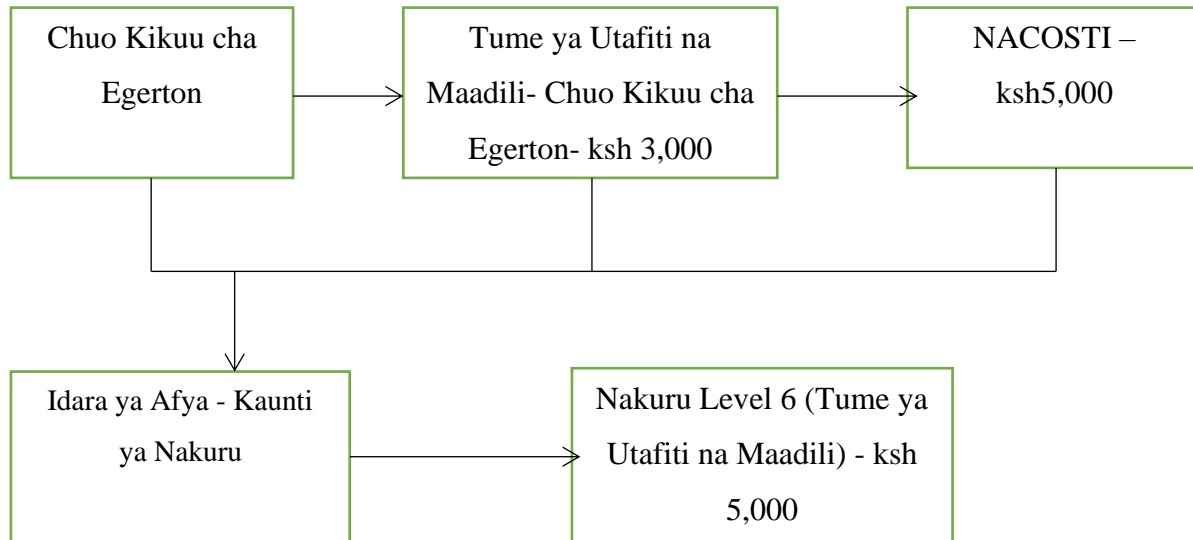 Chuo Kikuu cha
Egerton
Tume ya Utafiti na
Maadili- Chuo Kikuu cha
Egerton- ksh 3,000
NACOSTI –
ksh5,000
Idara ya Afya - Kaunti
ya Nakuru
Nakuru Level 6 (Tume ya
Utafiti na Maadili) - ksh
5,000